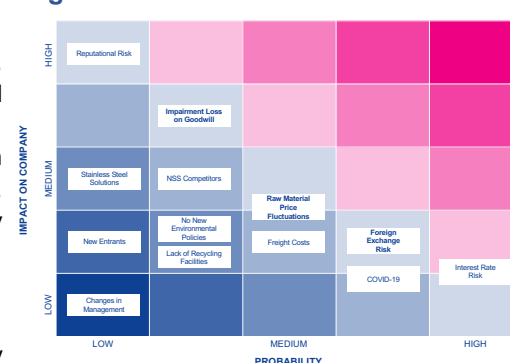 HIGH
Reputational Risk
Impairment Loss
on Goodwill
IMPACT ON COMPANY
MEDIUM
Stainless Steel
Solutions
NSS Competitors
Raw Material
Price
Fluctuations
New Entrants
No New
Environmental
Policies
Lack of Recycling
Facilities
Freight Costs
Foreign
Exchange
Risk
COVID-19
Interest Rate
Risk
LOW
Changes in
Management
LOW
MEDIUM
HIGH
PROBABILITY